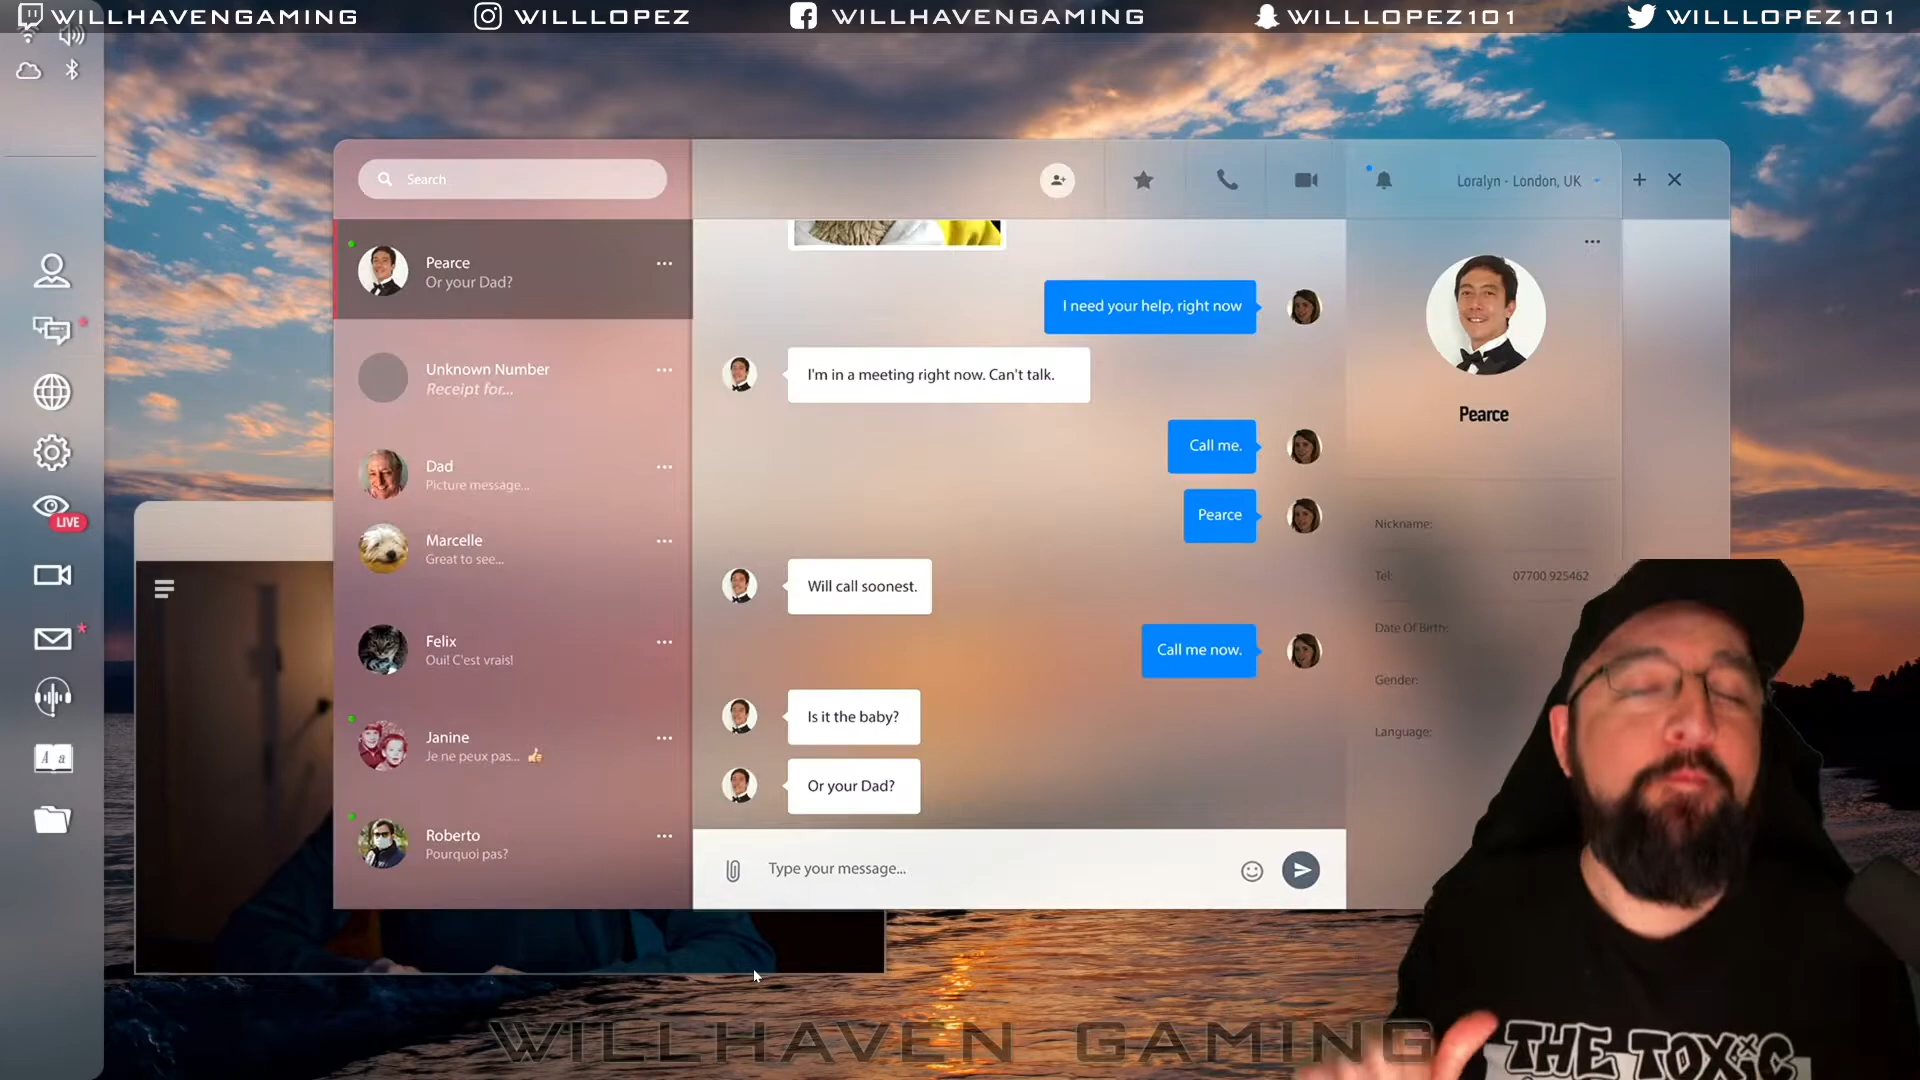 WILLHAVENGAMING
WILLLOPEZ
WILLHAVENGAMING
WILLLOPEZ101
WILLLOPEZ101
Search
Loralyn - London, UK
Pearce
Or your Dad?
Unknown Number
Receipt for...
Dad
Picture message...
Marcelle
Great to see...
Felix
Oui! C'est vrais!
Janine
Je ne peux pas... 👍
Roberto
Pourquoi pas?
I need your help, right now
I'm in a meeting right now. Can't talk.
Call me.
Pearce
Will call soonest.
Call me now.
Is it the baby?
Or your Dad?
Type your message...
Pearce
Nickname:
Tel: 07700 925462
Date Of Birth:
Gender:
Language:
LIVE
A a
WILLHAVEN GAMING
THE TOXIC